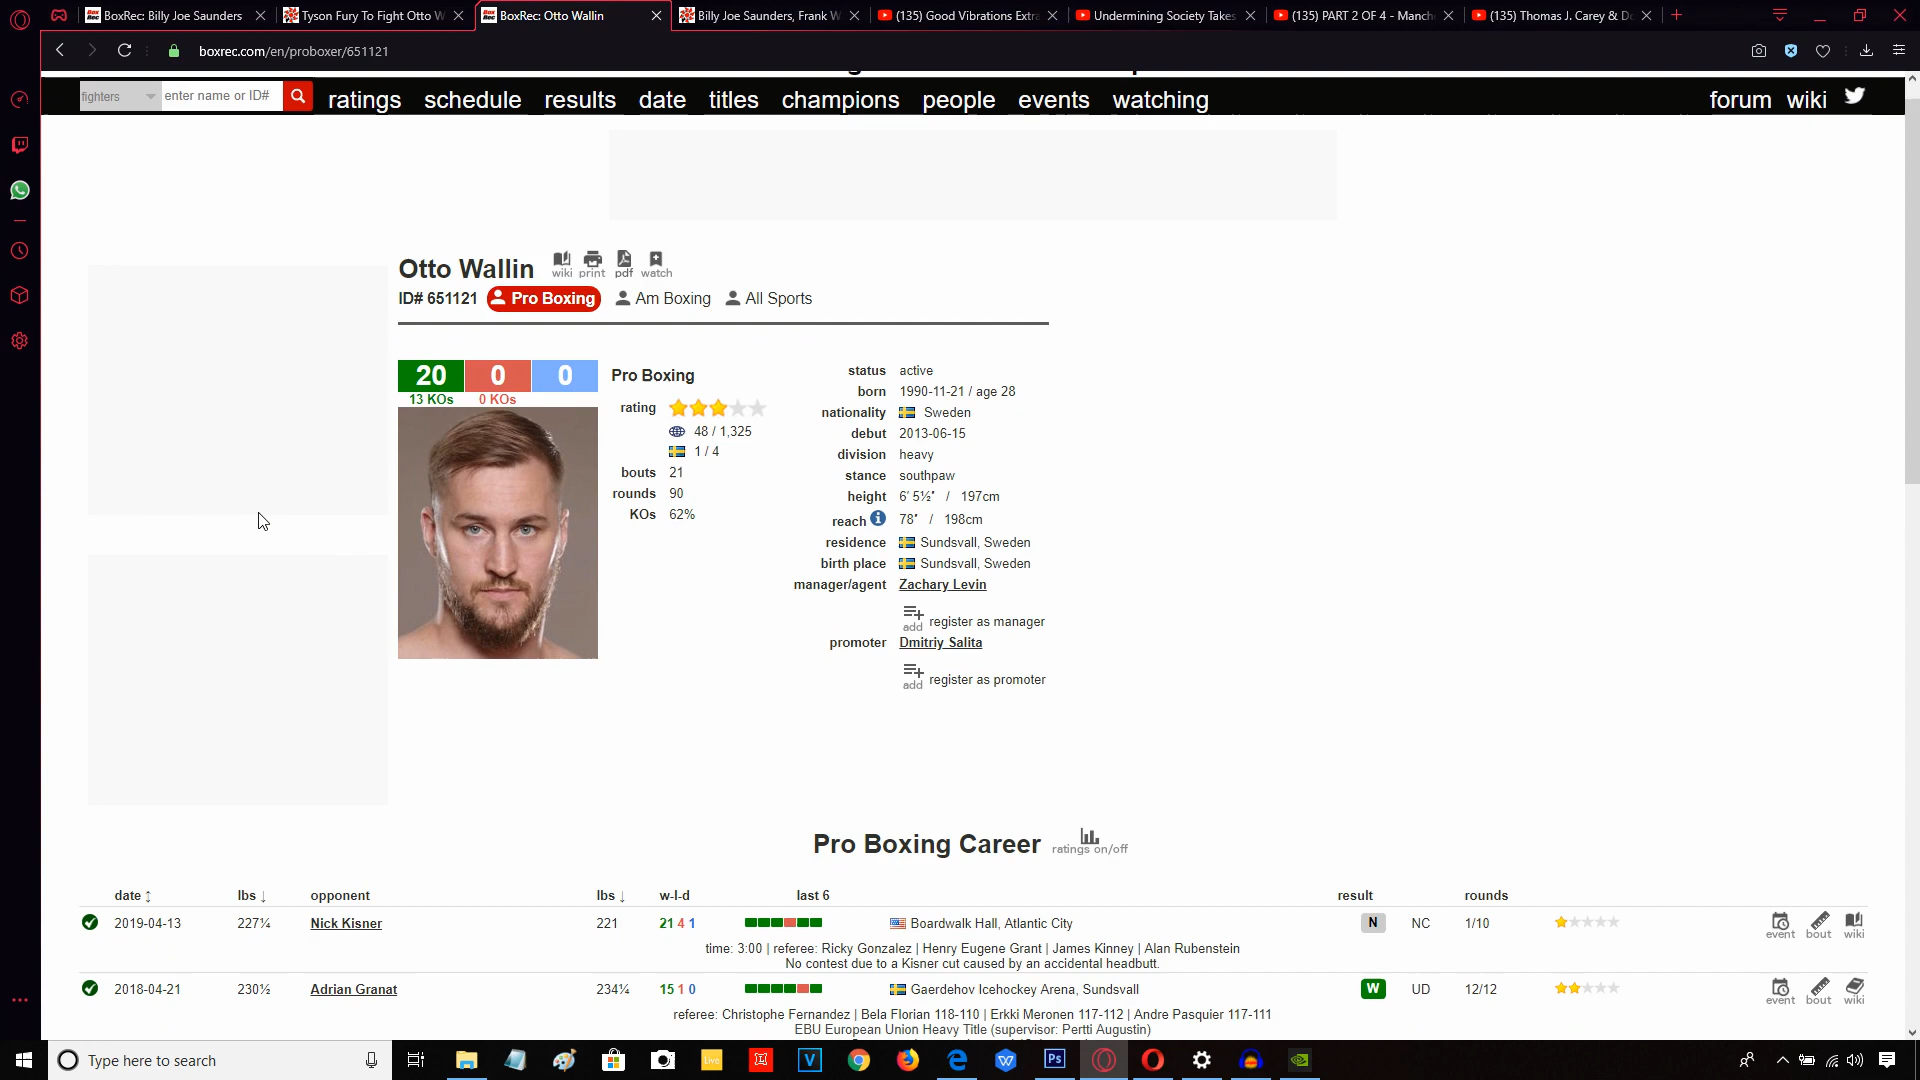 BoxRec: Billy Joe Saunders
Tyson Fury To Fight Otto W
BoxRec: Otto Wallin
Billy Joe Saunders, Frank W
(135) Good Vibrations Extra
Undermining Society Takes
(135) PART 2 OF 4 - Manch
(135) Thomas J. Carey & D
boxrec.com/en/proboxer/651121
fighters
enter name or ID#
ratings schedule results date titles champions people events watching
forum wiki
Otto Wallin
wiki print pdf watch
ID# 651121 Pro Boxing Am Boxing All Sports
20 0 0
13 KOs 0 KOs
Pro Boxing
rating
48 / 1,325
1 / 4
bouts 21
rounds 90
KOs 62%
status active
born 1990-11-21 / age 28
nationality Sweden
debut 2013-06-15
division heavy
stance southpaw
height 6' 5½" / 197cm
reach 78" / 198cm
residence Sundsvall, Sweden
birth place Sundsvall, Sweden
manager/agent Zachary Levin
add register as manager
promoter Dmitriy Salita
add register as promoter
Pro Boxing Career ratings on/off
date lbs opponent lbs w-l-d last 6 result rounds
2019-04-13 227¼ Nick Kisner 221 21 4 1 Boardwalk Hall, Atlantic City N NC 1/10 event bout wiki
time: 3:00 | referee: Ricky Gonzalez | Henry Eugene Grant | James Kinney | Alan Rubenstein
No contest due to a Kisner cut caused by an accidental headbutt.
2018-04-21 230½ Adrian Granat 234¼ 15 1 0 Gaerdehov Icehockey Arena, Sundsvall W UD 12/12 event bout wiki
referee: Christophe Fernandez | Bela Florian 118-110 | Erkki Meronen 117-112 | Andre Pasquier 117-111
EBU European Union Heavy Title (supervisor: Pertti Augustin)
Type here to search